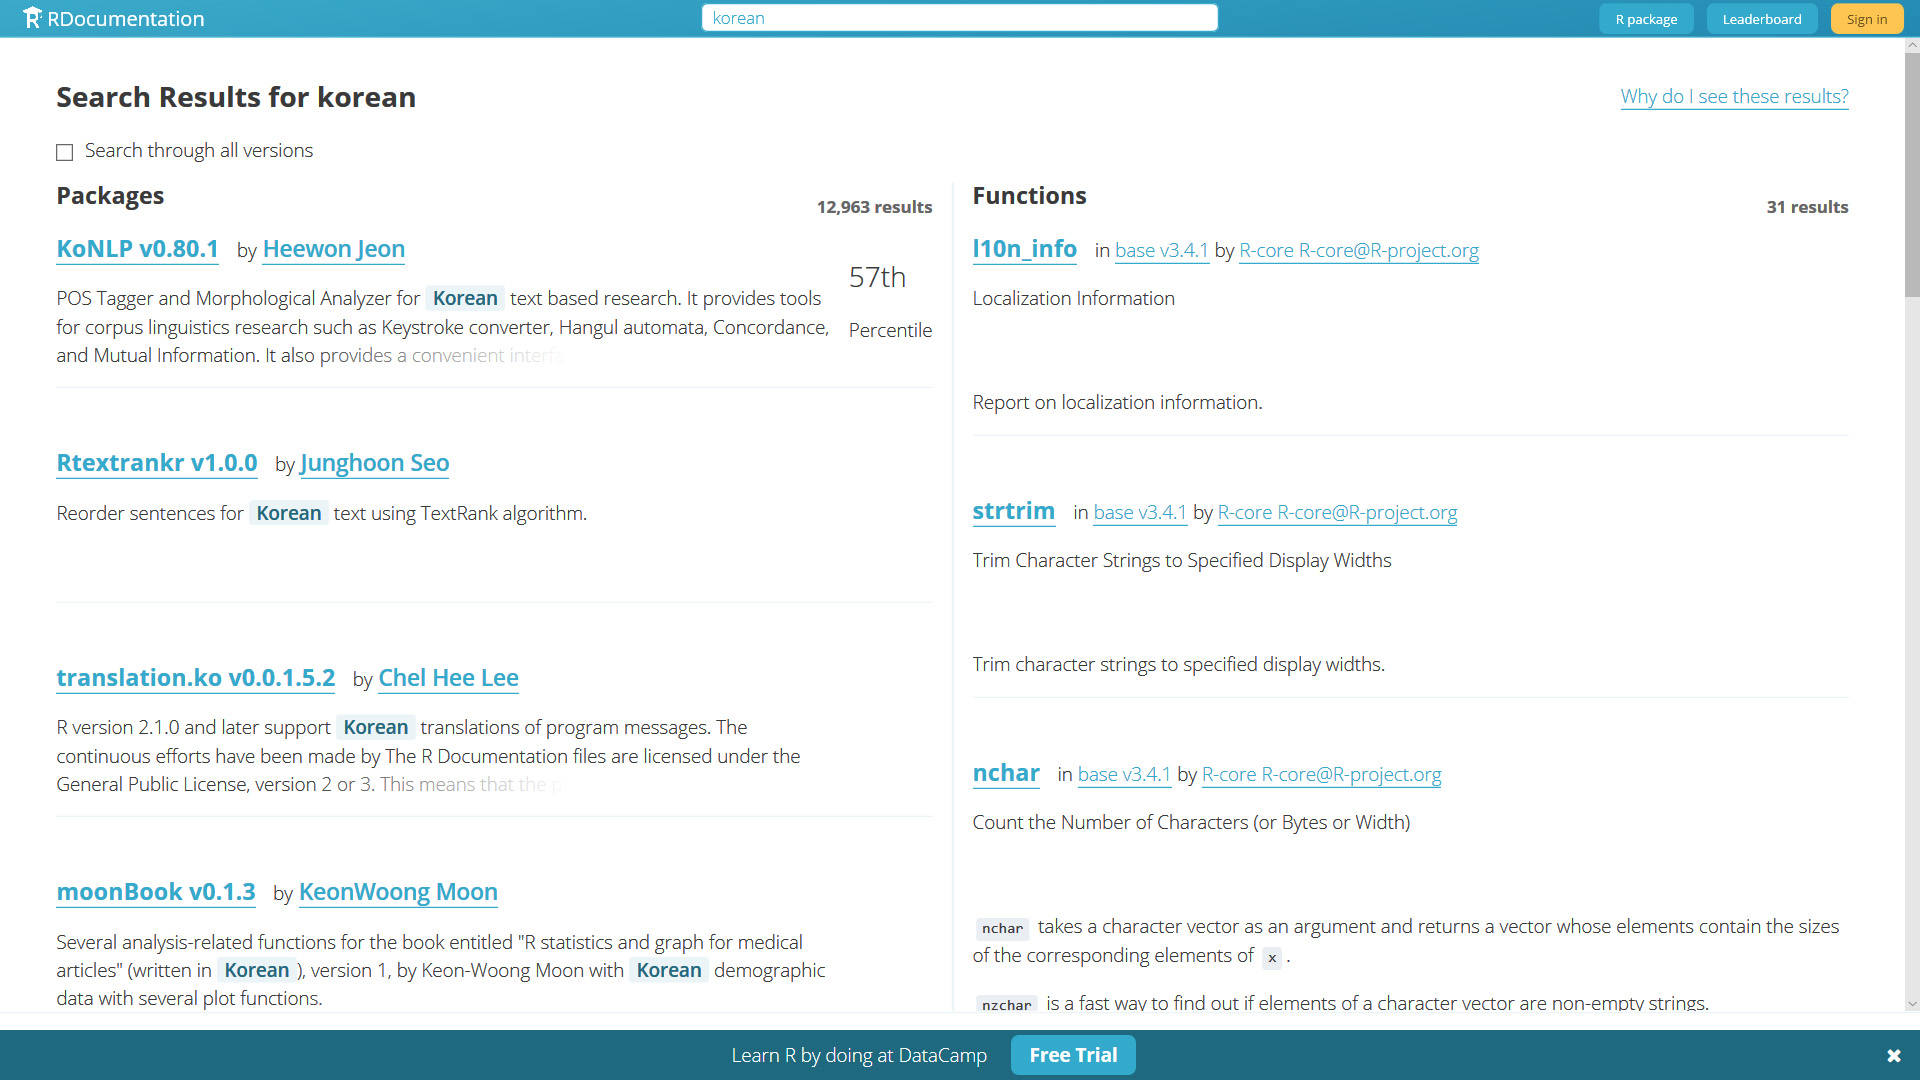 RDocumentation
korean
R package
Leaderboard
Sign in
Search Results for korean
Why do I see these results?
Search through all versions
Packages
12,963 results
KoNLP v0.80.1 by Heewon Jeon
57th
Percentile
POS Tagger and Morphological Analyzer for Korean text based research. It provides tools
for corpus linguistics research such as Keystroke converter, Hangul automata, Concordance,
and Mutual Information. It also provides a convenient interfa
Rtextrankr v1.0.0 by Junghoon Seo
Reorder sentences for Korean text using TextRank algorithm.
translation.ko v0.0.1.5.2 by Chel Hee Lee
R version 2.1.0 and later support Korean translations of program messages. The
continuous efforts have been made by The R Documentation files are licensed under the
General Public License, version 2 or 3. This means that the p
moonBook v0.1.3 by KeonWoong Moon
Several analysis-related functions for the book entitled "R statistics and graph for medical
articles" (written in Korean ), version 1, by Keon-Woong Moon with Korean demographic
data with several plot functions.
Functions
31 results
l10n_info in base v3.4.1 by R-core R-core@R-project.org
Localization Information
Report on localization information.
strtrim in base v3.4.1 by R-core R-core@R-project.org
Trim Character Strings to Specified Display Widths
Trim character strings to specified display widths.
nchar in base v3.4.1 by R-core R-core@R-project.org
Count the Number of Characters (or Bytes or Width)
nchar takes a character vector as an argument and returns a vector whose elements contain the sizes
of the corresponding elements of x .
nzchar is a fast way to find out if elements of a character vector are non-empty strings.
Learn R by doing at DataCamp
Free Trial